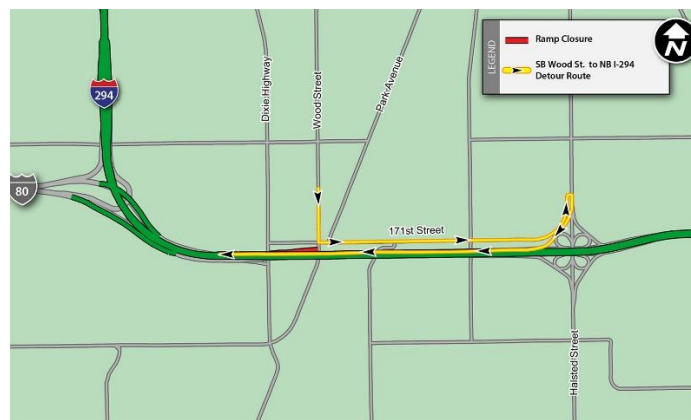 LEGEND
Ramp Closure
SB Wood St. to NB I-294
Detour Route
N
294
80
Dixie Highway
Wood Street
Park Avenue
171st Street
Halsted Street